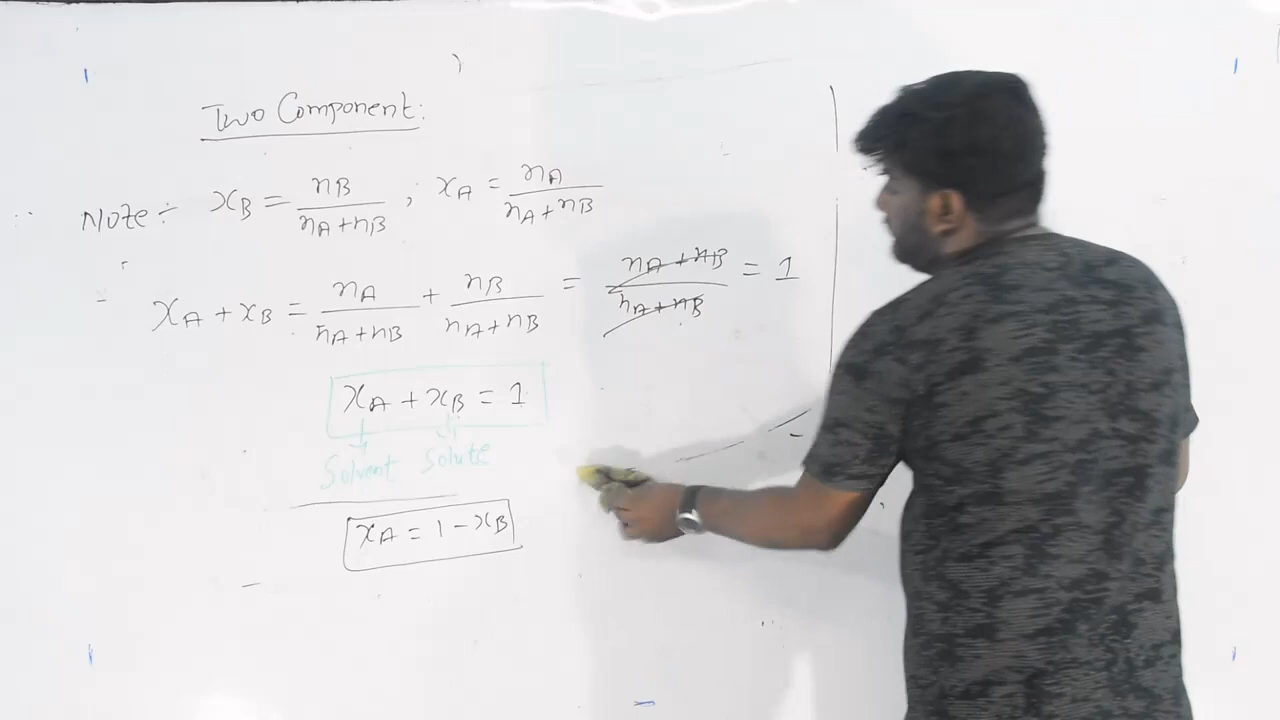 Two Component:
Note÷ xB = nB/(nA+nB) ; xA = nA/(nA+nB)
xA + xB = nA/(nA+nB) + nB/(nA+nB) = (nA+nB)/(nA+nB) = 1
xA + xB = 1
Solvent Solute
xA = 1 - xB